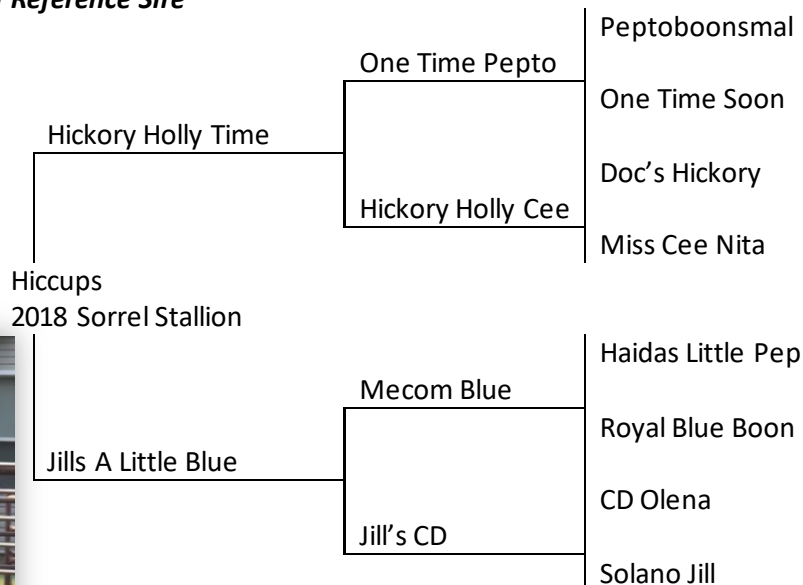 Reference Sire
Peptoboonsmal
One Time Pepto
One Time Soon
Hickory Holly Time
Doc’s Hickory
Hickory Holly Cee
Miss Cee Nita
Hiccups
2018 Sorrel Stallion
Haidas Little Pep
Mecom Blue
Royal Blue Boon
Jills A Little Blue
CD Olena
Jill’s CD
Solano Jill